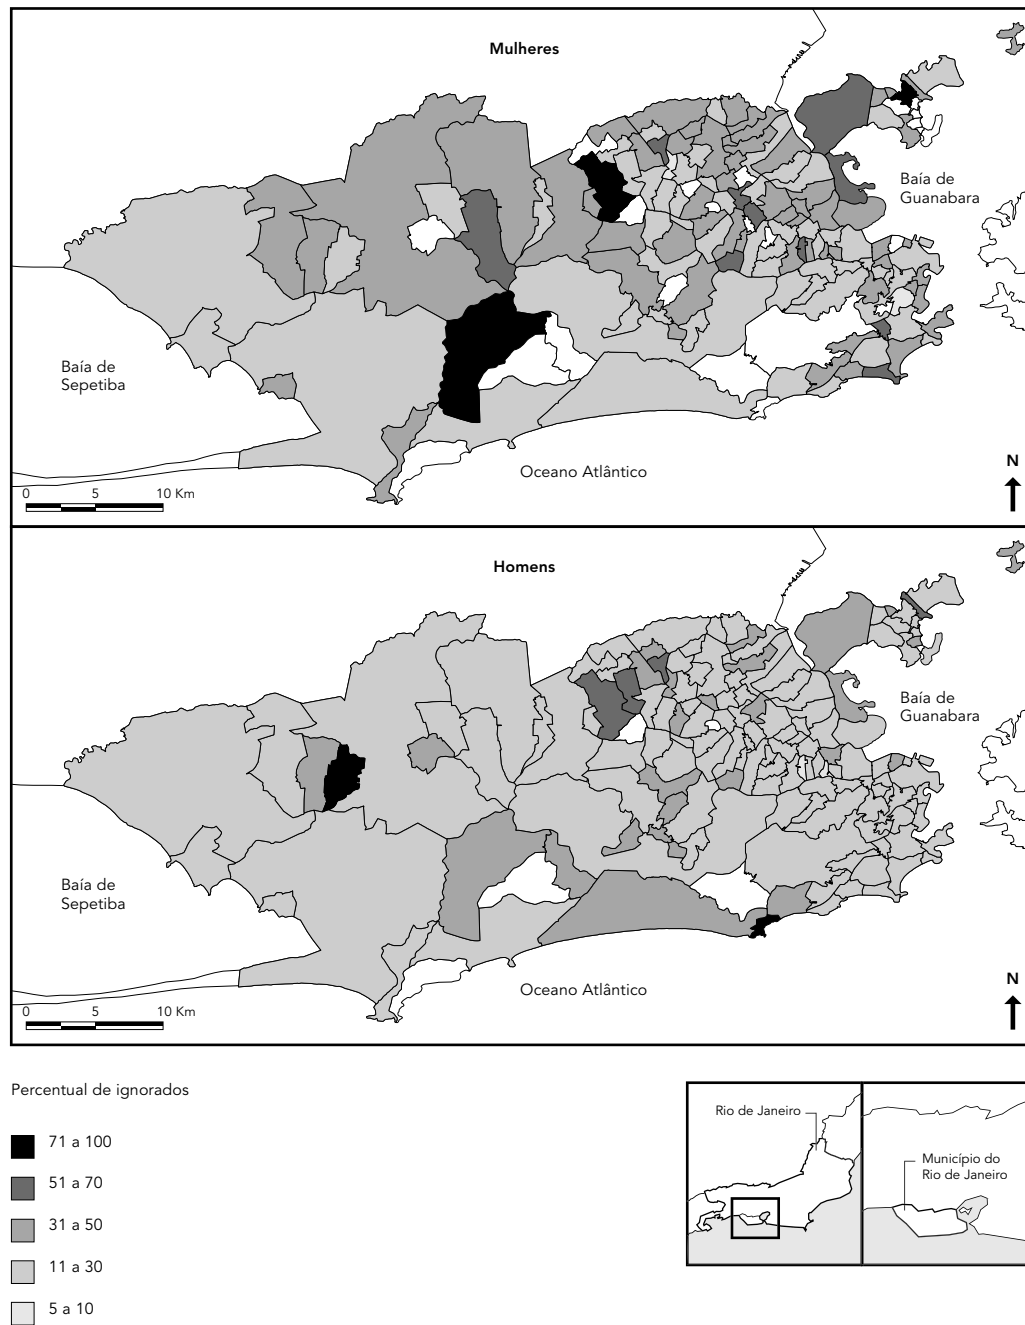 Mulheres
Baía de
Guanabara
Baía de
Sepetiba
Oceano Atlântico
N
0 5 10 Km
Homens
Baía de
Guanabara
Baía de
Sepetiba
Oceano Atlântico
N
0 5 10 Km
Percentual de ignorados
71 a 100
51 a 70
31 a 50
11 a 30
5 a 10
Rio de Janeiro
Município do
Rio de Janeiro